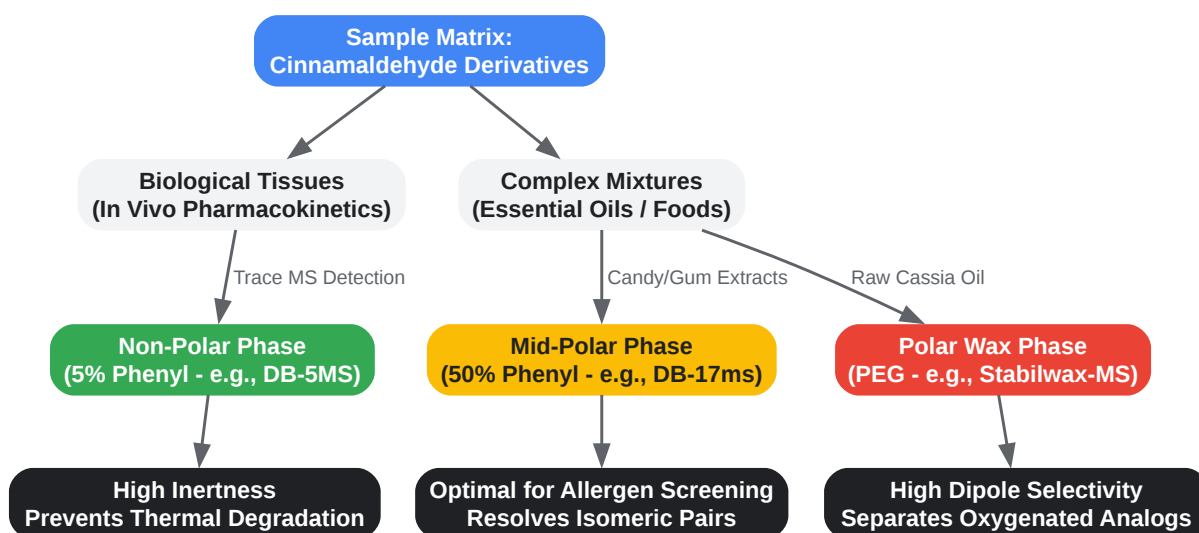 Sample Matrix:
Cinnamaldehyde Derivatives
Biological Tissues
(In Vivo Pharmacokinetics)
Complex Mixtures
(Essential Oils / Foods)
Trace MS Detection
Candy/Gum Extracts
Raw Cassia Oil
Non-Polar Phase
(5% Phenyl - e.g., DB-5MS)
Mid-Polar Phase
(50% Phenyl - e.g., DB-17ms)
Polar Wax Phase
(PEG - e.g., Stabilwax-MS)
High Inertness
Prevents Thermal Degradation
Optimal for Allergen Screening
Resolves Isomeric Pairs
High Dipole Selectivity
Separates Oxygenated Analogs